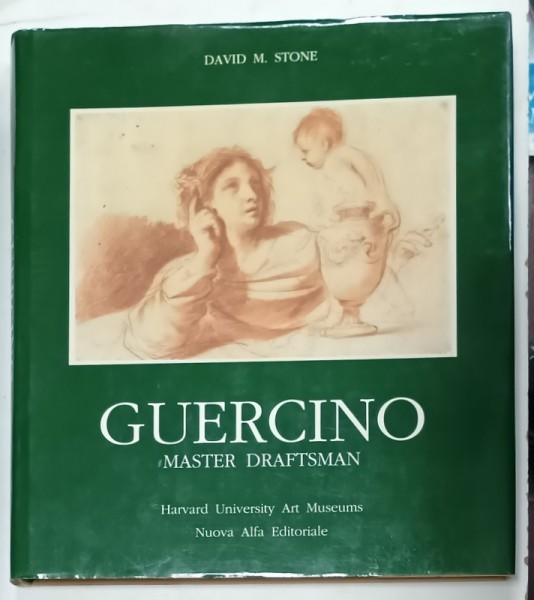 DAVID M. STONE
GUERCINO
MASTER DRAFTSMAN
Harvard University Art Museums
Nuova Alfa Editoriale